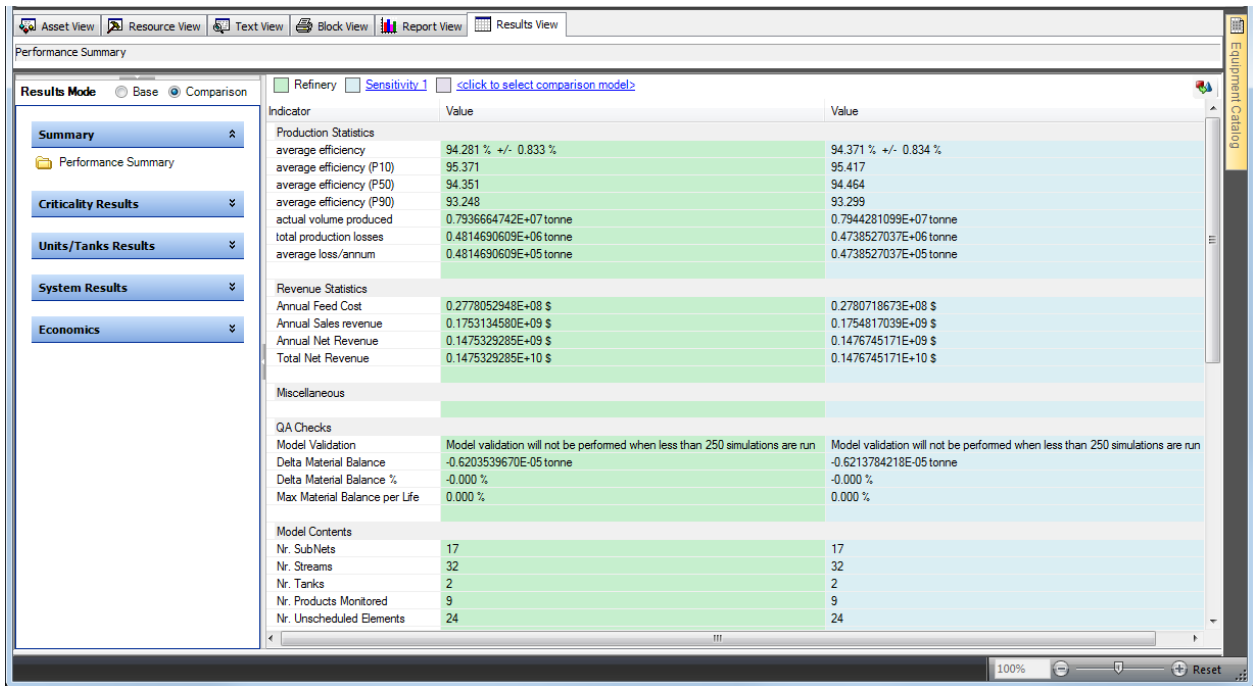 Asset View Resource View Text View Block View Report View Results View
Performance Summary
Equipment Catalog
Results Mode Base Comparison
Summary
Performance Summary
Criticality Results
Units/Tanks Results
System Results
Economics
Refinery Sensitivity 1 <click to select comparison model>
Indicator Value Value
Production Statistics
average efficiency 94.281 % +/- 0.833 % 94.371 % +/- 0.834 %
average efficiency (P10) 95.371 95.417
average efficiency (P50) 94.351 94.464
average efficiency (P90) 93.248 93.299
actual volume produced 0.7936664742E+07 tonne 0.7944281099E+07 tonne
total production losses 0.4814690609E+06 tonne 0.4738527037E+06 tonne
average loss/annum 0.4814690609E+05 tonne 0.4738527037E+05 tonne
Revenue Statistics
Annual Feed Cost 0.2778052948E+08 $ 0.2780718673E+08 $
Annual Sales revenue 0.1753134580E+09 $ 0.1754817039E+09 $
Annual Net Revenue 0.1475329285E+09 $ 0.1476745171E+09 $
Total Net Revenue 0.1475329285E+10 $ 0.1476745171E+10 $
Miscellaneous
QA Checks
Model Validation Model validation will not be performed when less than 250 simulations are run Model validation will not be performed when less than 250 simulations are run
Delta Material Balance -0.6203539670E-05 tonne -0.6213784218E-05 tonne
Delta Material Balance % -0.000 % -0.000 %
Max Material Balance per Life 0.000 % 0.000 %
Model Contents
Nr. SubNets 17 17
Nr. Streams 32 32
Nr. Tanks 2 2
Nr. Products Monitored 9 9
Nr. Unscheduled Elements 24 24
100% Reset